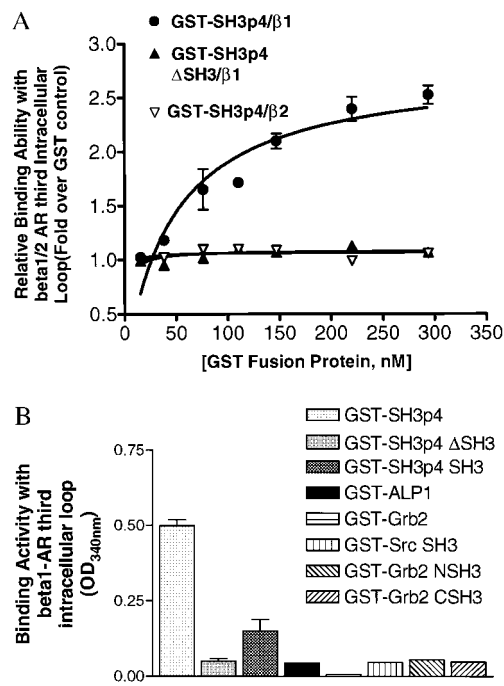 A
GST-SH3p4/β1
GST-SH3p4
ΔSH3/β1
GST-SH3p4/β2
Relative Binding Ability with
beta1/2 AR third Intracellular
Loop(Fold over GST control)
3.0
2.5
2.0
1.5
1.0
0.5
0 50 100 150 200 250 300 350
[GST Fusion Protein, nM]
B
GST-SH3p4
GST-SH3p4 ΔSH3
GST-SH3p4 SH3
GST-ALP1
GST-Grb2
GST-Src SH3
GST-Grb2 NSH3
GST-Grb2 CSH3
Binding Activity with
beta1-AR third
intracellular loop
(OD340nm)
0.75
0.50
0.25
0.00